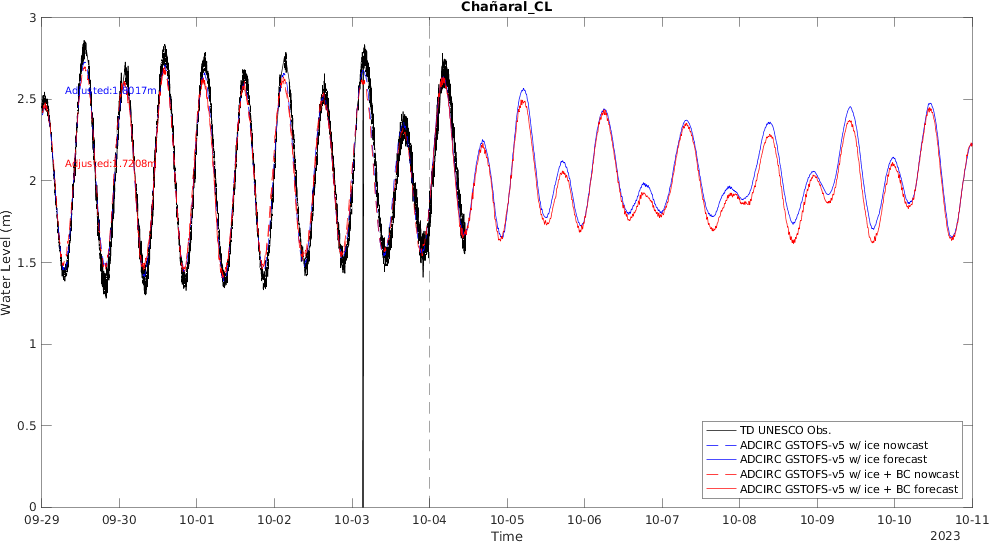 Chañaral_CL
3
2.5
2
1.5
1
0.5
0
Water Level (m)
Adjusted:1.8017m
Adjusted:1.7208m
TD UNESCO Obs.
ADCIRC GSTOFS-v5 w/ ice nowcast
ADCIRC GSTOFS-v5 w/ ice forecast
ADCIRC GSTOFS-v5 w/ ice + BC nowcast
ADCIRC GSTOFS-v5 w/ ice + BC forecast
09-29 09-30 10-01 10-02 10-03 10-04 10-05 10-06 10-07 10-08 10-09 10-10 10-11
Time
2023